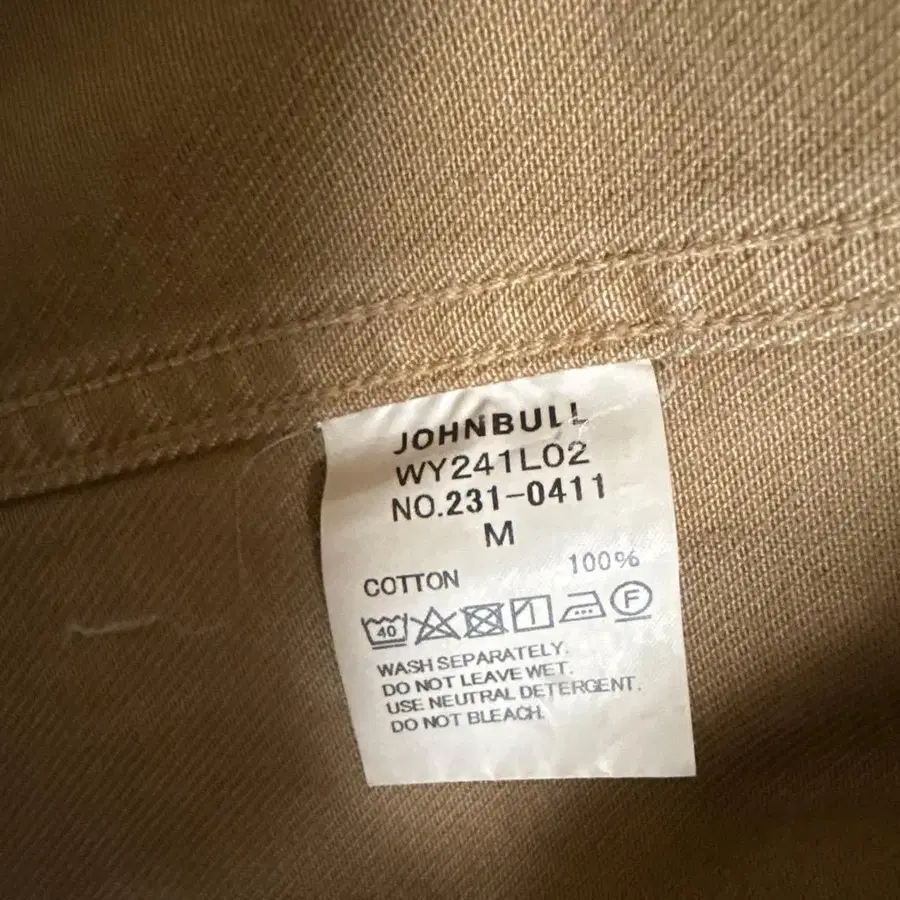 JOHNBULL
WY241L02
NO.231-0411
M
COTTON 100%
40 F
WASH SEPARATELY.
DO NOT LEAVE WET.
USE NEUTRAL DETERGENT.
DO NOT BLEACH.